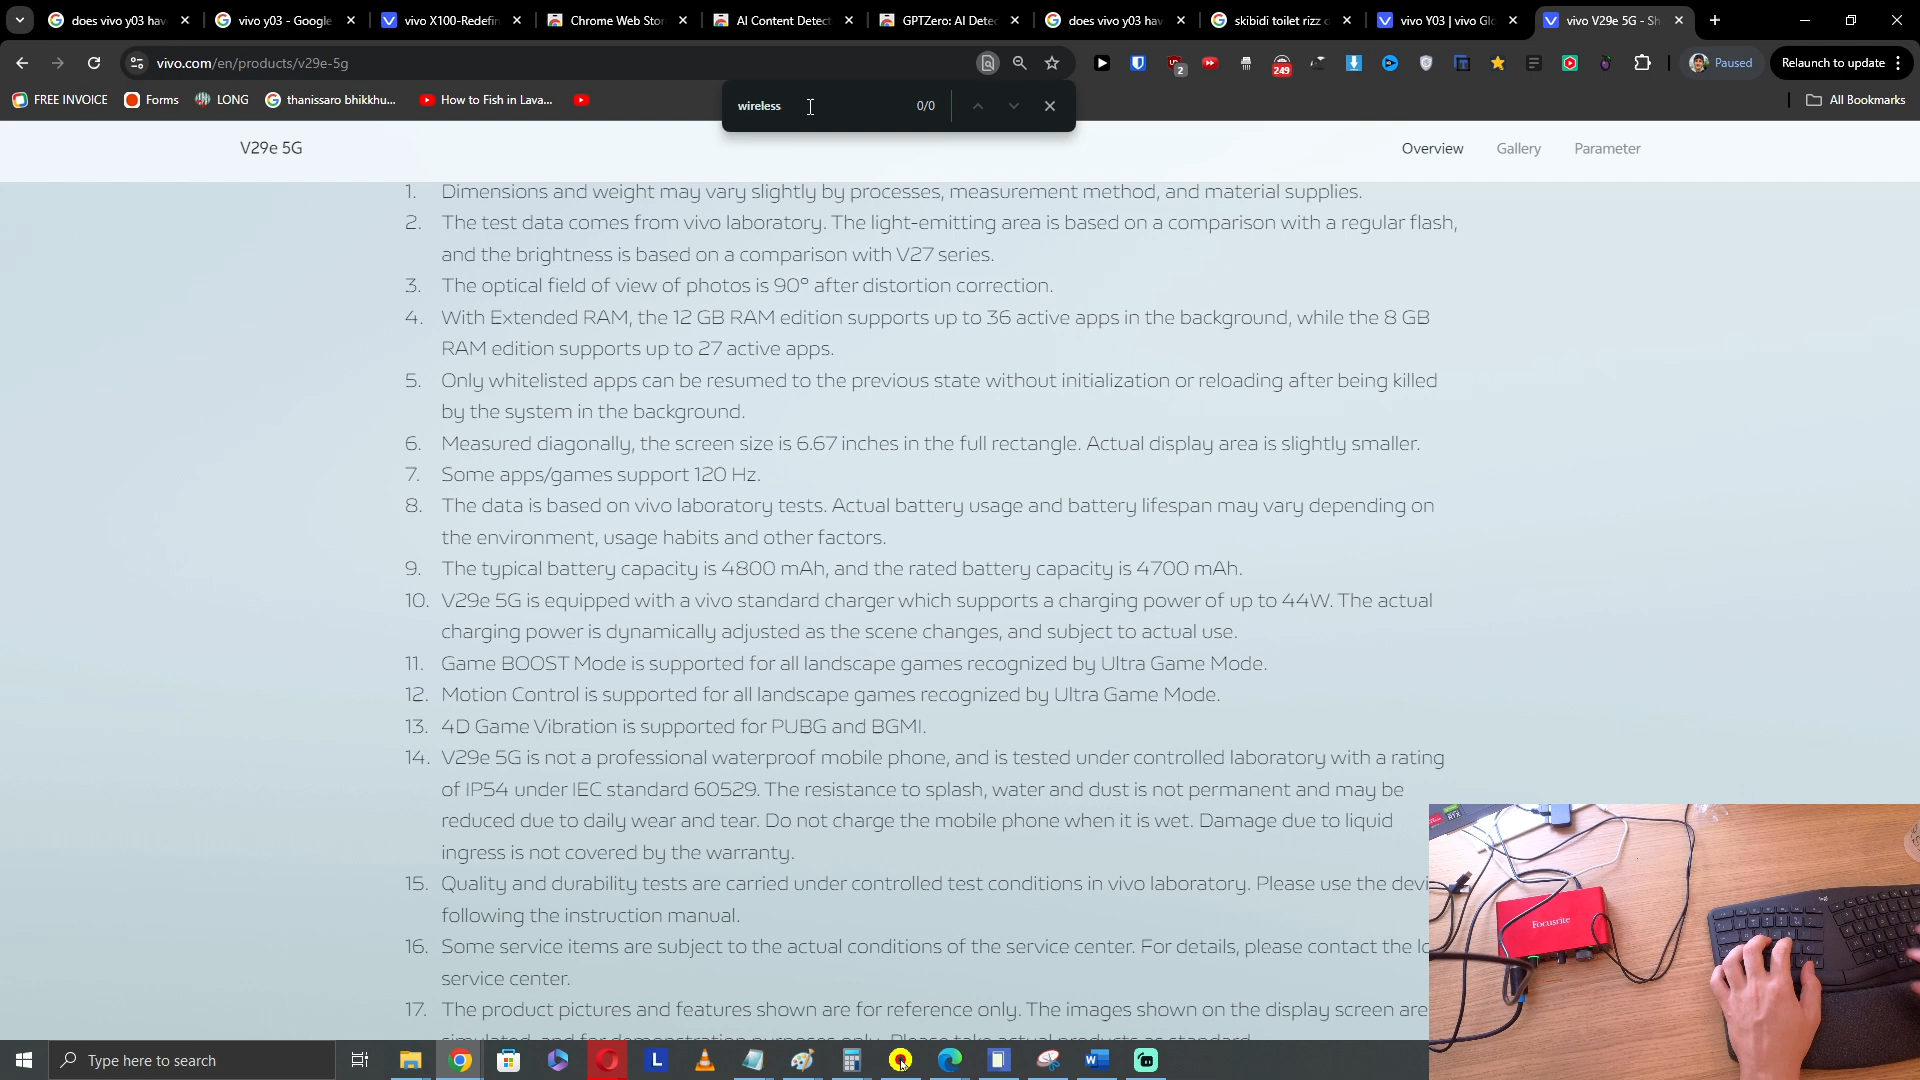 does vivo y03 hav
vivo y03 - Google
vivo X100-Redefin
Chrome Web Stor
AI Content Detect
GPTZero: AI Detec
does vivo y03 hav
skibidi toilet rizz
vivo Y03 | vivo Gl
vivo V29e 5G - Sh
vivo.com/en/products/v29e-5g
2
249
Paused
Relaunch to update
FREE INVOICE
Forms
LONG
thanissaro bhikkhu...
How to Fish in Lava...
All Bookmarks
wireless
0/0
V29e 5G
Overview
Gallery
Parameter
1. Dimensions and weight may vary slightly by processes, measurement method, and material supplies.
2. The test data comes from vivo laboratory. The light-emitting area is based on a comparison with a regular flash,
and the brightness is based on a comparison with V27 series.
3. The optical field of view of photos is 90° after distortion correction.
4. With Extended RAM, the 12 GB RAM edition supports up to 36 active apps in the background, while the 8 GB
RAM edition supports up to 27 active apps.
5. Only whitelisted apps can be resumed to the previous state without initialization or reloading after being killed
by the system in the background.
6. Measured diagonally, the screen size is 6.67 inches in the full rectangle. Actual display area is slightly smaller.
7. Some apps/games support 120 Hz.
8. The data is based on vivo laboratory tests. Actual battery usage and battery lifespan may vary depending on
the environment, usage habits and other factors.
9. The typical battery capacity is 4800 mAh, and the rated battery capacity is 4700 mAh.
10. V29e 5G is equipped with a vivo standard charger which supports a charging power of up to 44W. The actual
charging power is dynamically adjusted as the scene changes, and subject to actual use.
11. Game BOOST Mode is supported for all landscape games recognized by Ultra Game Mode.
12. Motion Control is supported for all landscape games recognized by Ultra Game Mode.
13. 4D Game Vibration is supported for PUBG and BGMI.
14. V29e 5G is not a professional waterproof mobile phone, and is tested under controlled laboratory with a rating
of IP54 under IEC standard 60529. The resistance to splash, water and dust is not permanent and may be
reduced due to daily wear and tear. Do not charge the mobile phone when it is wet. Damage due to liquid
ingress is not covered by the warranty.
15. Quality and durability tests are carried under controlled test conditions in vivo laboratory. Please use the devi
following the instruction manual.
16. Some service items are subject to the actual conditions of the service center. For details, please contact the lo
service center.
17. The product pictures and features shown are for reference only. The images shown on the display screen are
simulated, and for demonstration purposes only. Please take actual products as standard.
Focusrite
Type here to search